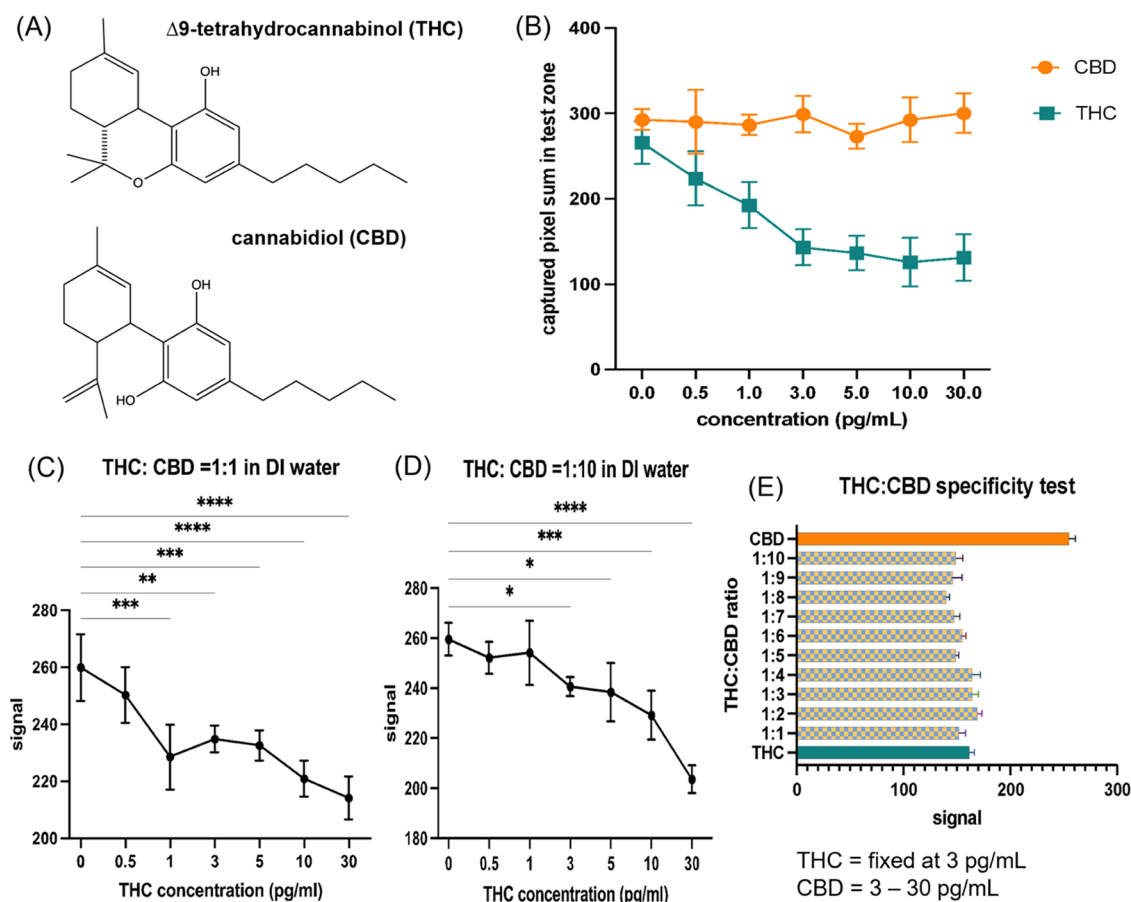 (A)
Δ9-tetrahydrocannabinol (THC)
OH
O
cannabidiol (CBD)
OH
HO
(B)
captured pixel sum in test zone
400
300
200
100
0
0.0 0.5 1.0 3.0 5.0 10.0 30.0
concentration (pg/mL)
CBD
THC
(C)
THC: CBD =1:1 in DI water
****
****
***
**
***
signal
280
260
240
220
200
0 0.5 1 3 5 10 30
THC concentration (pg/ml)
(D)
THC: CBD =1:10 in DI water
****
***
*
*
signal
280
260
240
220
200
180
0 0.5 1 3 5 10 30
THC concentration (pg/ml)
(E)
THC:CBD specificity test
THC:CBD ratio
CBD
1:10
1:9
1:8
1:7
1:6
1:5
1:4
1:3
1:2
1:1
THC
0 100 200 300
signal
THC = fixed at 3 pg/mL
CBD = 3 – 30 pg/mL